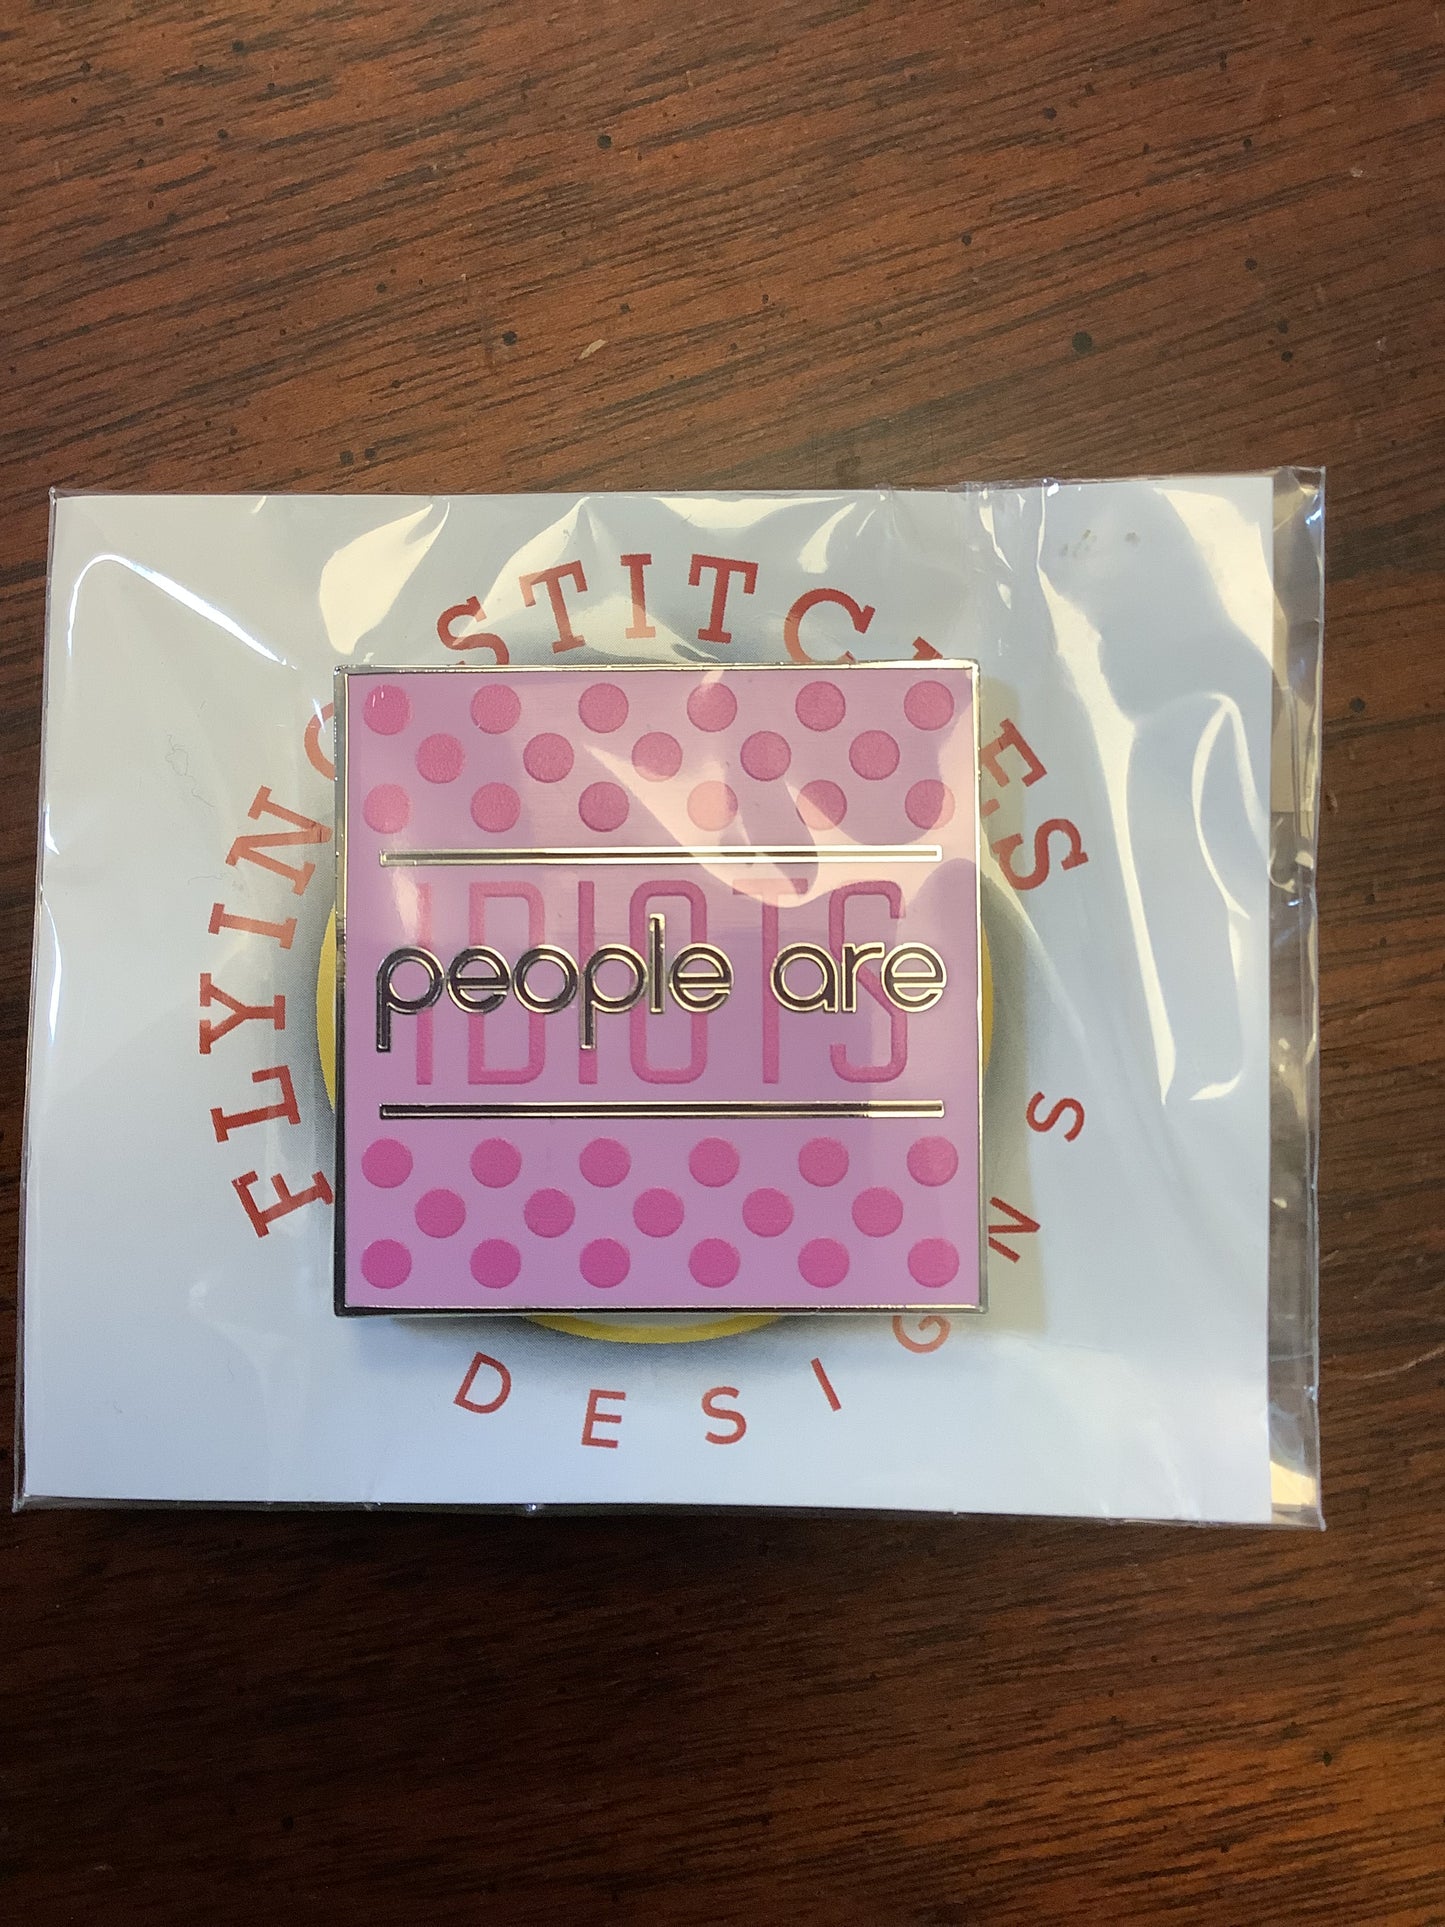 FLYING STITCHES
IDIOTS
people are
DESIGNS